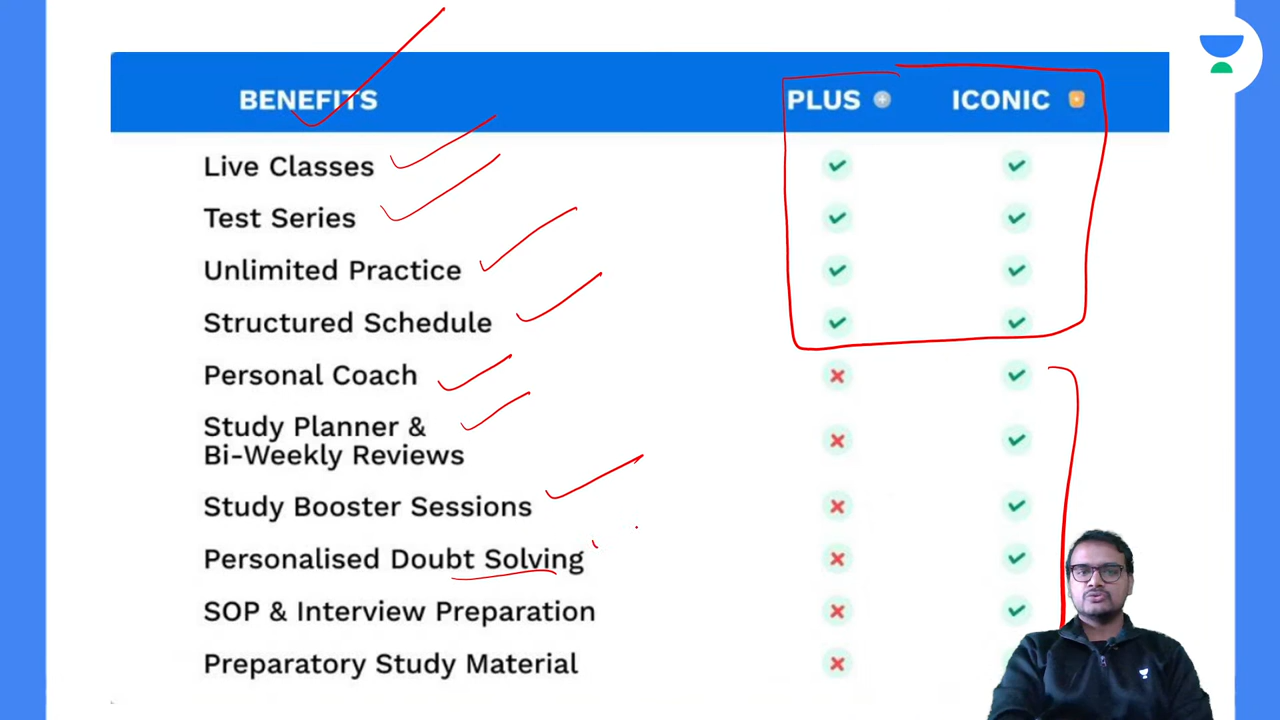 BENEFITS PLUS ICONIC
Live Classes
Test Series
Unlimited Practice
Structured Schedule
Personal Coach
Study Planner &
Bi-Weekly Reviews
Study Booster Sessions
Personalised Doubt Solving
SOP & Interview Preparation
Preparatory Study Material